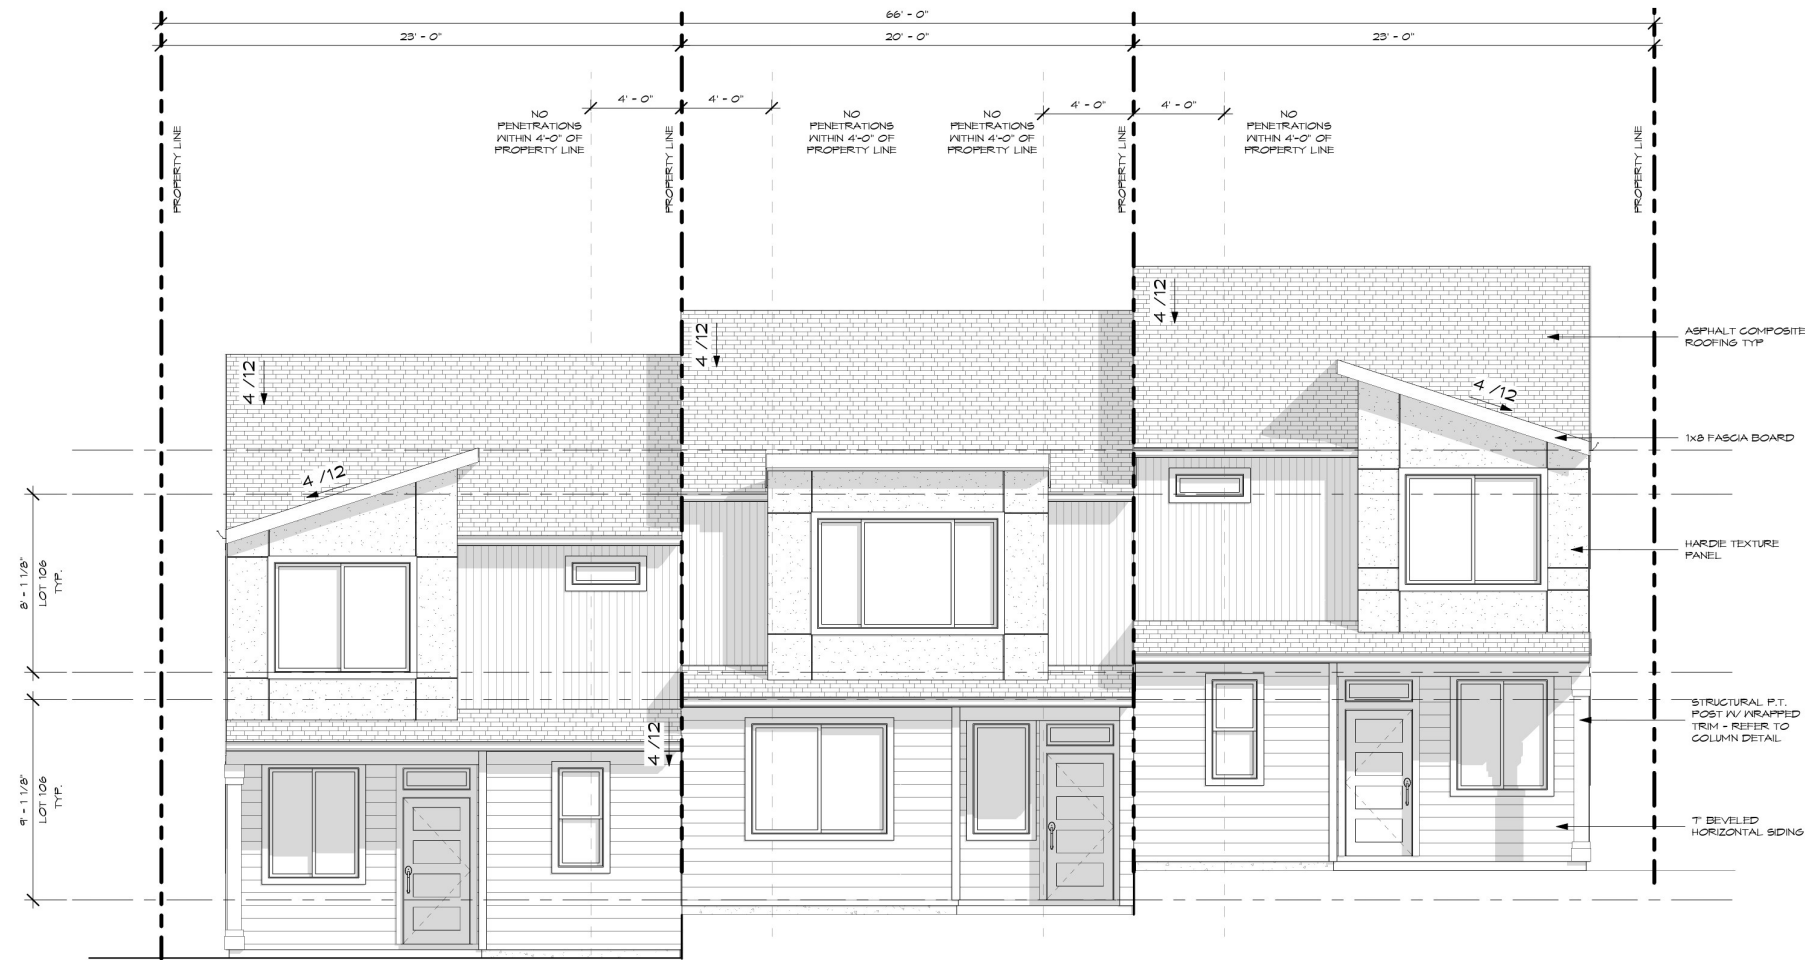 66' - 0"
23' - 0"
20' - 0"
23' - 0"
4' - 0"
4' - 0"
4' - 0"
4' - 0"
NO
PENETRATIONS
WITHIN 4'-0" OF
PROPERTY LINE
NO
PENETRATIONS
WITHIN 4'-0" OF
PROPERTY LINE
NO
PENETRATIONS
WITHIN 4'-0" OF
PROPERTY LINE
NO
PENETRATIONS
WITHIN 4'-0" OF
PROPERTY LINE
PROPERTY LINE
PROPERTY LINE
PROPERTY LINE
PROPERTY LINE
4 /12
4 /12
4 /12
4 /12
4 /12
4 /12
ASPHALT COMPOSITE
ROOFING TYP
1x8 FASCIA BOARD
HARDIE TEXTURE
PANEL
STRUCTURAL P.T.
POST W/ WRAPPED
TRIM - REFER TO
COLUMN DETAIL
7" BEVELED
HORIZONTAL SIDING
8' - 1 1/8"
LOT 106
TYP.
9' - 1 1/8"
LOT 106
TYP.